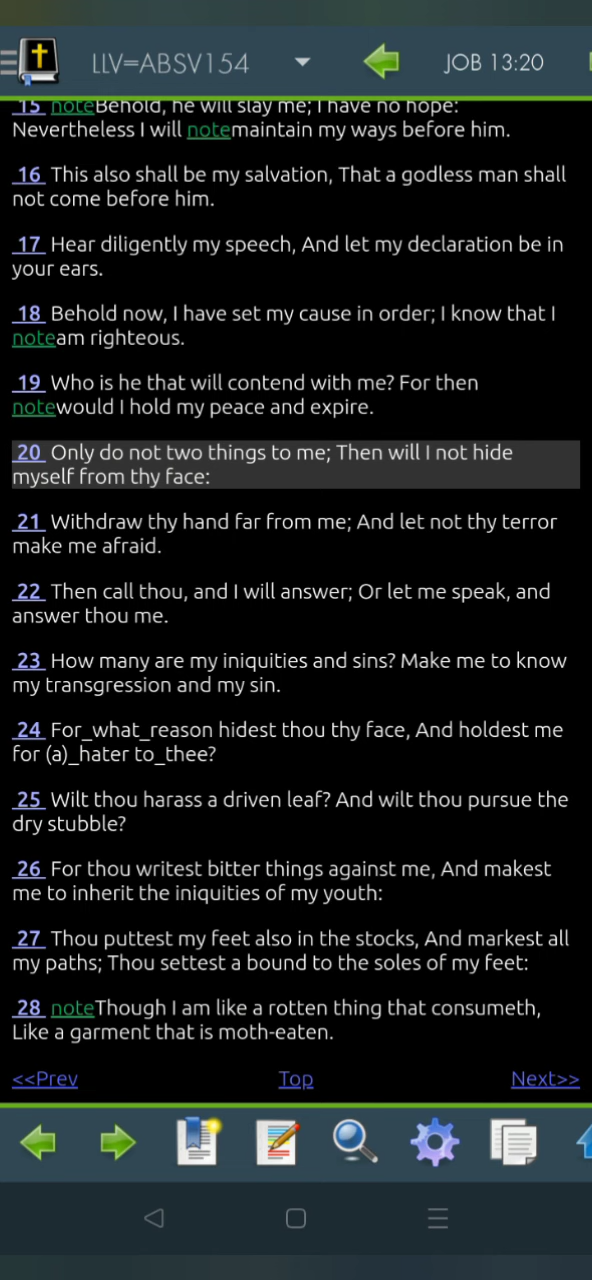 LLV=ABSV154
JOB 13:20
15 noteBehold, he will slay me; I have no hope:
Nevertheless I will notemaintain my ways before him.
16 This also shall be my salvation, That a godless man shall
not come before him.
17 Hear diligently my speech, And let my declaration be in
your ears.
18 Behold now, I have set my cause in order; I know that I
noteam righteous.
19 Who is he that will contend with me? For then
notewould I hold my peace and expire.
20 Only do not two things to me; Then will I not hide
myself from thy face:
21 Withdraw thy hand far from me; And let not thy terror
make me afraid.
22 Then call thou, and I will answer; Or let me speak, and
answer thou me.
23 How many are my iniquities and sins? Make me to know
my transgression and my sin.
24 For_what_reason hidest thou thy face, And holdest me
for (a)_hater to_thee?
25 Wilt thou harass a driven leaf? And wilt thou pursue the
dry stubble?
26 For thou writest bitter things against me, And makest
me to inherit the iniquities of my youth:
27 Thou puttest my feet also in the stocks, And markest all
my paths; Thou settest a bound to the soles of my feet:
28 noteThough I am like a rotten thing that consumeth,
Like a garment that is moth-eaten.
<<Prev Top Next>>